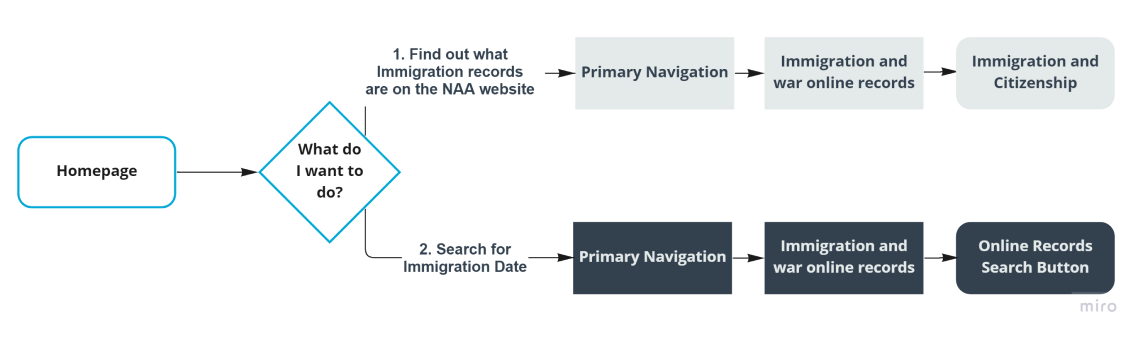 1. Find out what
Immigration records
are on the NAA website
Primary Navigation
Immigration and
war online records
Immigration and
Citizenship
Homepage
What do
I want to
do?
2. Search for
Immigration Date
Primary Navigation
Immigration and
war online records
Online Records
Search Button
miro